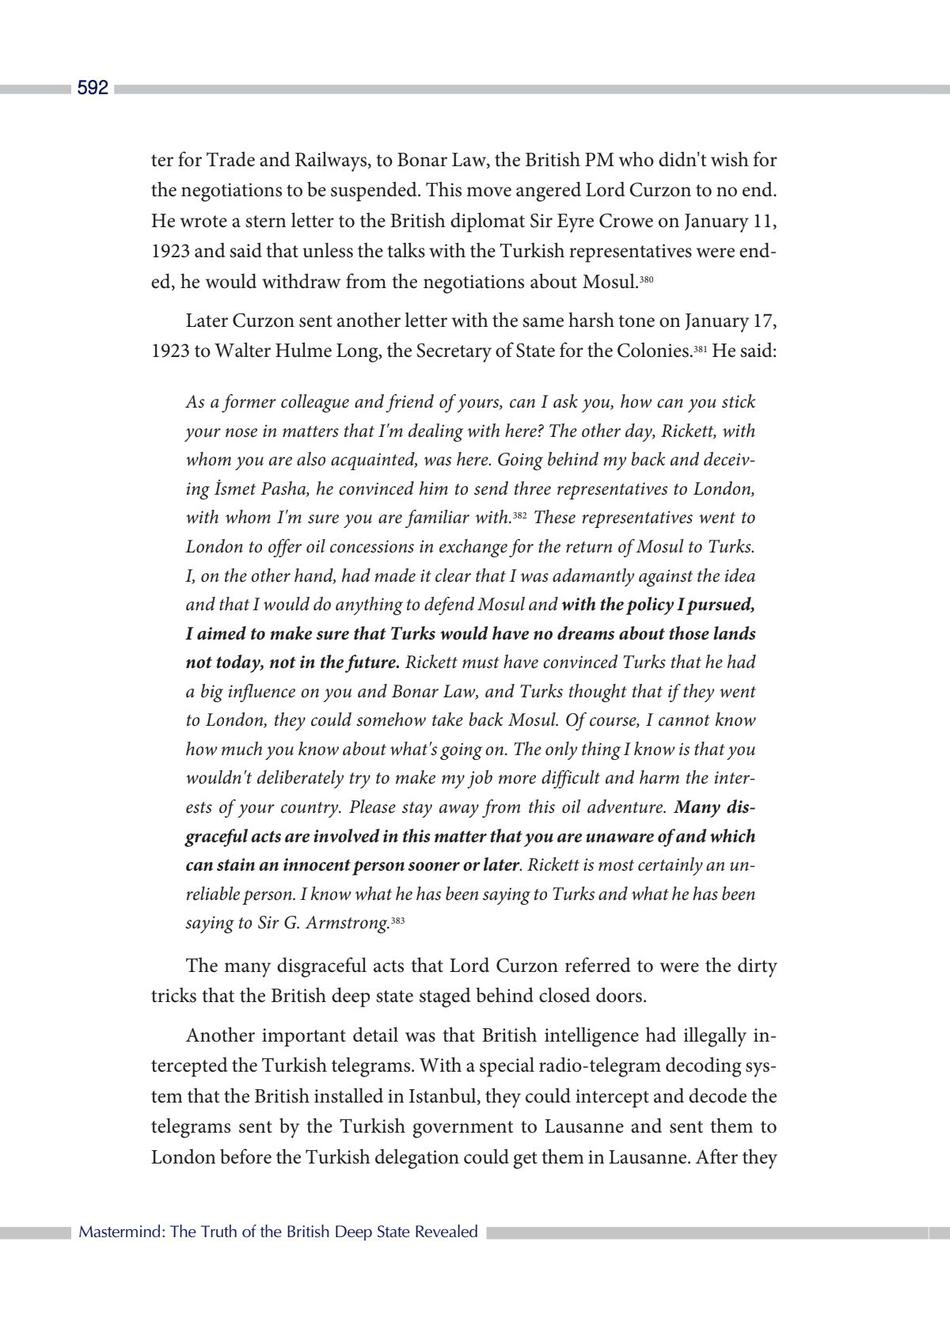 592
ter for Trade and Railways, to Bonar Law, the British PM who didn't wish for
the negotiations to be suspended. This move angered Lord Curzon to no end.
He wrote a stern letter to the British diplomat Sir Eyre Crowe on January 11,
1923 and said that unless the talks with the Turkish representatives were end-
ed, he would withdraw from the negotiations about Mosul.380
Later Curzon sent another letter with the same harsh tone on January 17,
1923 to Walter Hulme Long, the Secretary of State for the Colonies.381 He said:
As a former colleague and friend of yours, can I ask you, how can you stick
your nose in matters that I'm dealing with here? The other day, Rickett, with
whom you are also acquainted, was here. Going behind my back and deceiv-
ing İsmet Pasha, he convinced him to send three representatives to London,
with whom I'm sure you are familiar with.382 These representatives went to
London to offer oil concessions in exchange for the return of Mosul to Turks.
I, on the other hand, had made it clear that I was adamantly against the idea
and that I would do anything to defend Mosul and with the policy I pursued,
I aimed to make sure that Turks would have no dreams about those lands
not today, not in the future. Rickett must have convinced Turks that he had
a big influence on you and Bonar Law, and Turks thought that if they went
to London, they could somehow take back Mosul. Of course, I cannot know
how much you know about what's going on. The only thing I know is that you
wouldn't deliberately try to make my job more difficult and harm the inter-
ests of your country. Please stay away from this oil adventure. Many dis-
graceful acts are involved in this matter that you are unaware of and which
can stain an innocent person sooner or later. Rickett is most certainly an un-
reliable person. I know what he has been saying to Turks and what he has been
saying to Sir G. Armstrong.383
The many disgraceful acts that Lord Curzon referred to were the dirty
tricks that the British deep state staged behind closed doors.
Another important detail was that British intelligence had illegally in-
tercepted the Turkish telegrams. With a special radio-telegram decoding sys-
tem that the British installed in Istanbul, they could intercept and decode the
telegrams sent by the Turkish government to Lausanne and sent them to
London before the Turkish delegation could get them in Lausanne. After they
Mastermind: The Truth of the British Deep State Revealed